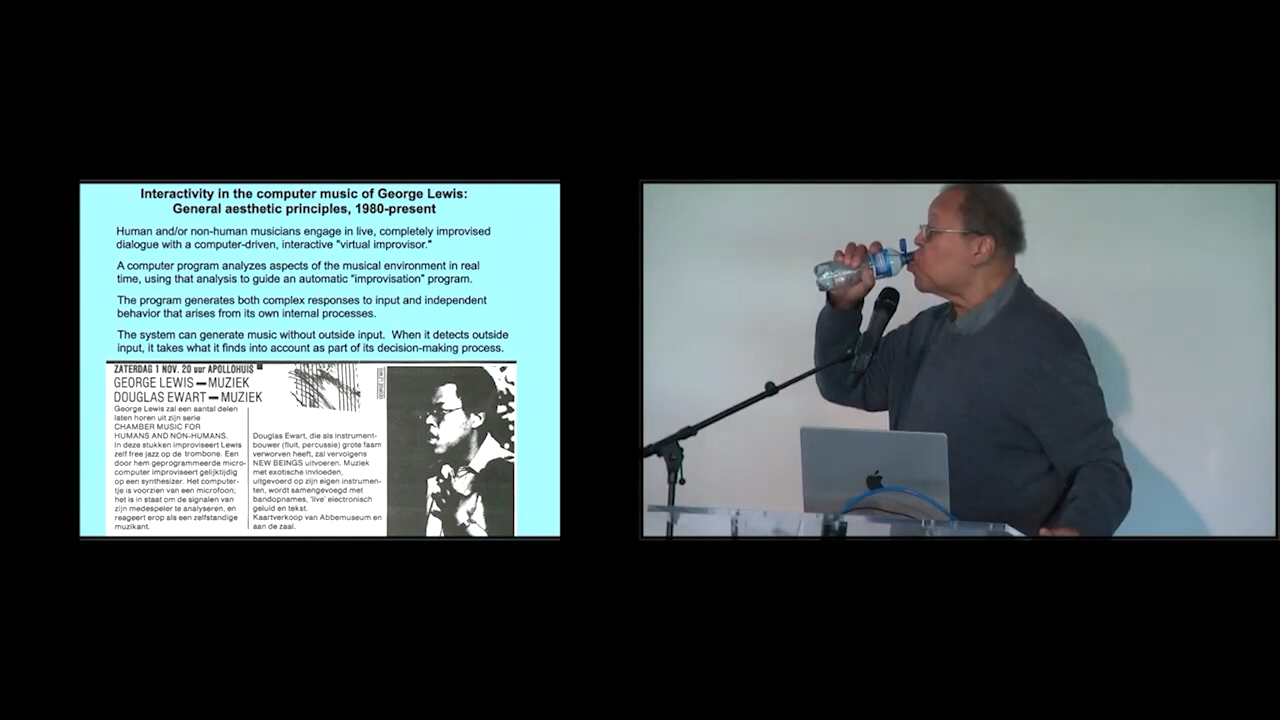 Interactivity in the computer music of George Lewis:
General aesthetic principles, 1980-present
Human and/or non-human musicians engage in live, completely improvised
dialogue with a computer-driven, interactive "virtual improvisor."
A computer program analyzes aspects of the musical environment in real
time, using that analysis to guide an automatic “improvisation” program.
The program generates both complex responses to input and independent
behavior that arises from its own internal processes.
The system can generate music without outside input. When it detects outside
input, it takes what it finds into account as part of its decision-making process.
ZATERDAG 1 NOV. 20 uur APOLLOHUIS
GEORGE LEWIS — MUZIEK
DOUGLAS EWART — MUZIEK
George Lewis zal een aantal delen
laten horen uit zijn serie
CHAMBER MUSIC FOR
HUMANS AND NON-HUMANS.
In deze stukken improviseert Lewis
zelf free jazz op de trombone. Een
door hem geprogrammeerde micro-
computer improviseert gelijktijdig
op een synthesizer. Het computer-
tje is voorzien van een microfoon;
het is in staat om de signalen van
zijn medespeler te analyseren, en
reageert erop als een zelfstandige
muzikant.
Douglas Ewart, die als instrument-
bouwer (fluit, percussie) grote faam
verworven heeft, zal vervolgens
NEW BEINGS uitvoeren. Muziek
met exotische invloeden,
uitgevoerd op zijn eigen instrumen-
ten, wordt samengevoegd met
bandopnames, 'live' electronisch
geluid en tekst.
Kaartverkoop van Abbemuseum en
aan de zaal.